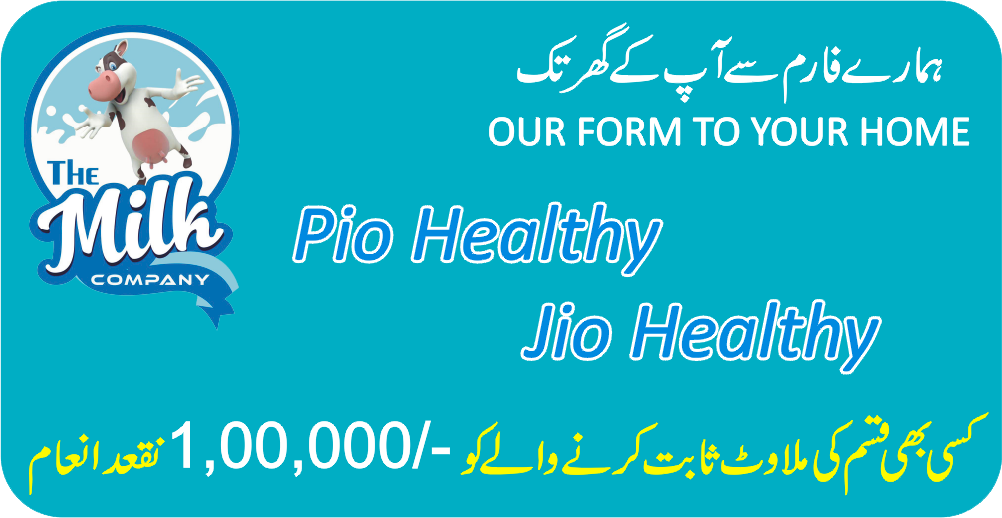 THE
Milk
COMPANY
ہمارے فارم سے آپ کے گھر تک
OUR FORM TO YOUR HOME
Pio Healthy
Jio Healthy
کسی بھی قسم کی ملاوٹ ثابت کرنے والے کو 1,00,000/- نقعد انعام